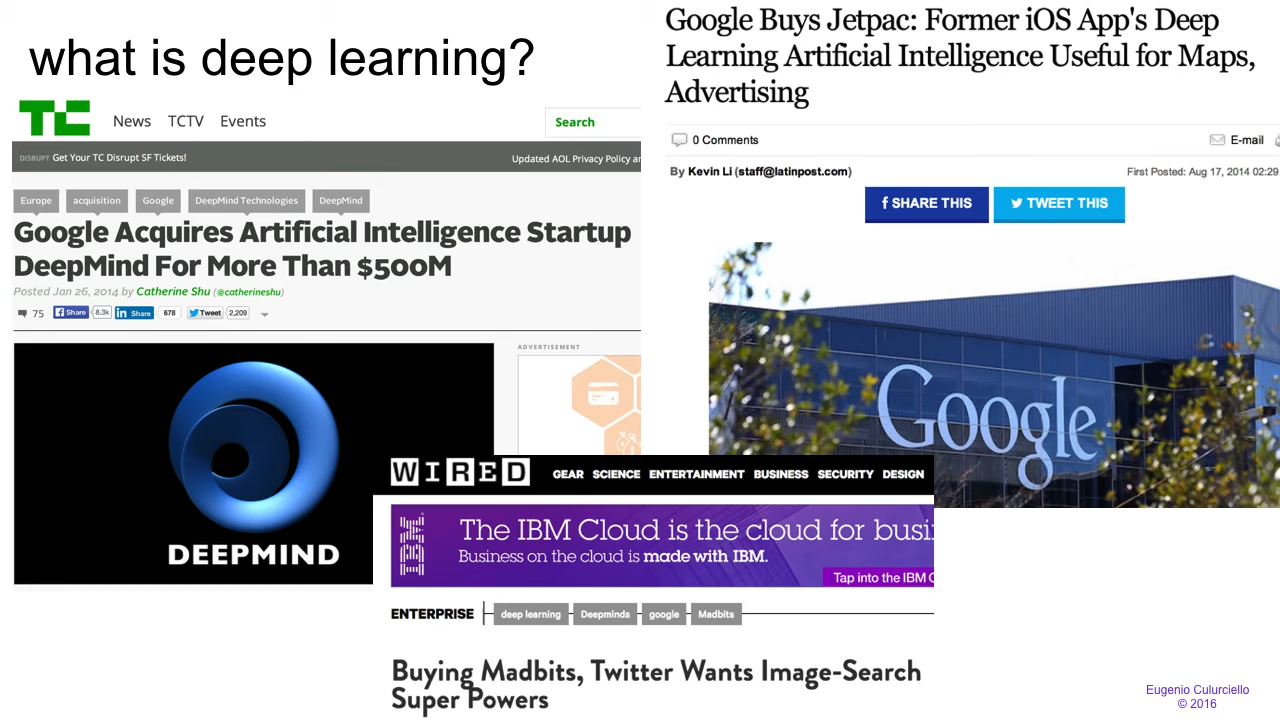 what is deep learning?
TC News TCTV Events Search
DISRUPT Get Your TC Disrupt SF Tickets! Updated AOL Privacy Policy
Europe acquisition Google DeepMind Technologies DeepMind
Google Acquires Artificial Intelligence Startup
DeepMind For More Than $500M
Posted Jan 26, 2014 by Catherine Shu (@catherineshu)
75 Share 8.3k Share 678 Tweet 2,209
ADVERTISEMENT
DEEPMIND
Google Buys Jetpac: Former iOS App's Deep
Learning Artificial Intelligence Useful for Maps,
Advertising
0 Comments E-mail
By Kevin Li (staff@latinpost.com) First Posted: Aug 17, 2014 02:29
SHARE THIS TWEET THIS
Google
WIRED GEAR SCIENCE ENTERTAINMENT BUSINESS SECURITY DESIGN
IBM The IBM Cloud is the cloud for busi
Business on the cloud is made with IBM.
Tap into the IBM
ENTERPRISE deep learning Deepminds google Madbits
Buying Madbits, Twitter Wants Image-Search
Super Powers
Eugenio Culurciello
© 2016